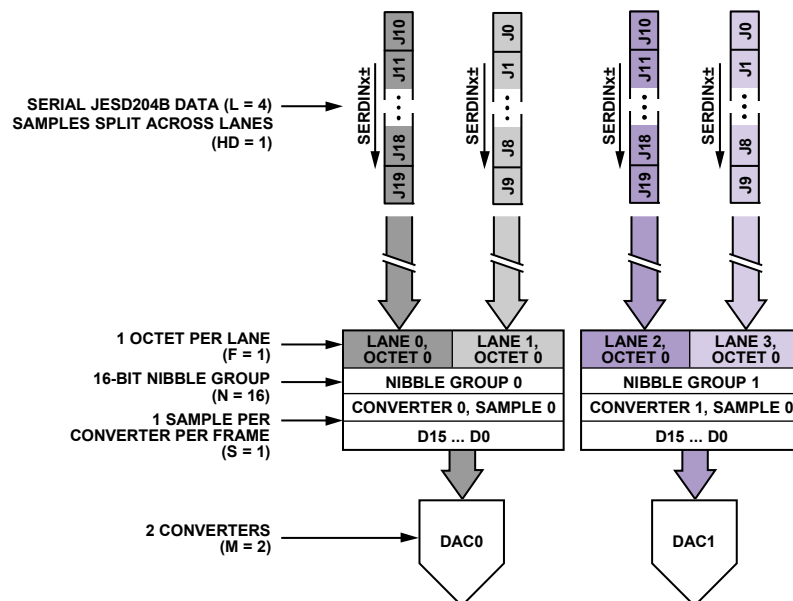 SERIAL JESD204B DATA (L = 4)
SAMPLES SPLIT ACROSS LANES
(HD = 1)
SERDINx±
J10
J11
J18
J19
SERDINx±
J0
J1
J8
J9
SERDINx±
J10
J11
J18
J19
SERDINx±
J0
J1
J8
J9
1 OCTET PER LANE
(F = 1)
LANE 0,
OCTET 0
LANE 1,
OCTET 0
LANE 2,
OCTET 0
LANE 3,
OCTET 0
16-BIT NIBBLE GROUP
(N = 16)
NIBBLE GROUP 0
NIBBLE GROUP 1
1 SAMPLE PER
CONVERTER PER FRAME
(S = 1)
CONVERTER 0, SAMPLE 0
CONVERTER 1, SAMPLE 0
D15 ... D0
D15 ... D0
2 CONVERTERS
(M = 2)
DAC0
DAC1